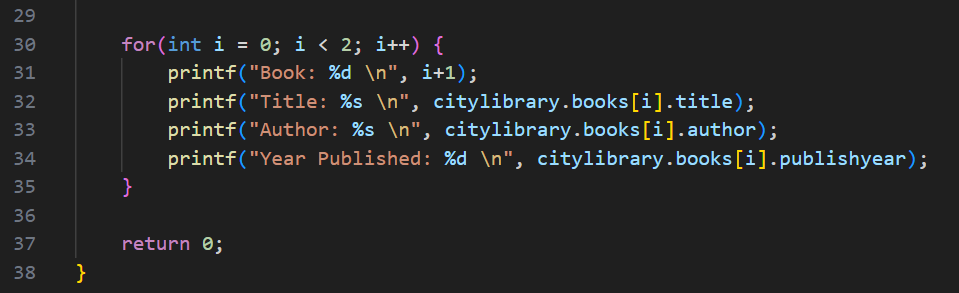 29
30 for(int i = 0; i < 2; i++) {
31 printf("Book: %d \n", i+1);
32 printf("Title: %s \n", citylibrary.books[i].title);
33 printf("Author: %s \n", citylibrary.books[i].author);
34 printf("Year Published: %d \n", citylibrary.books[i].publishyear);
35 }
36
37 return 0;
38 }